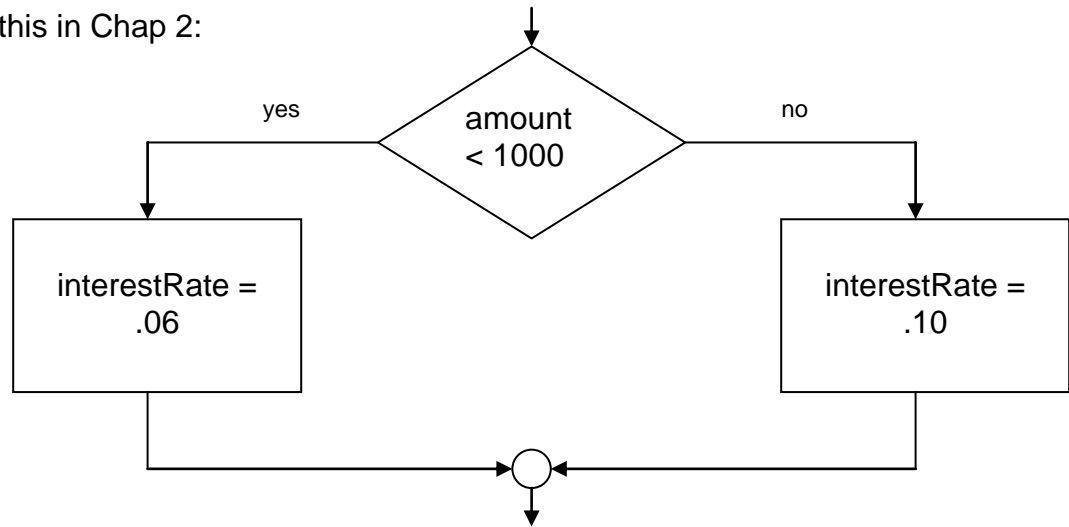 this in Chap 2:
yes
amount
< 1000
no
interestRate =
.06
interestRate =
.10